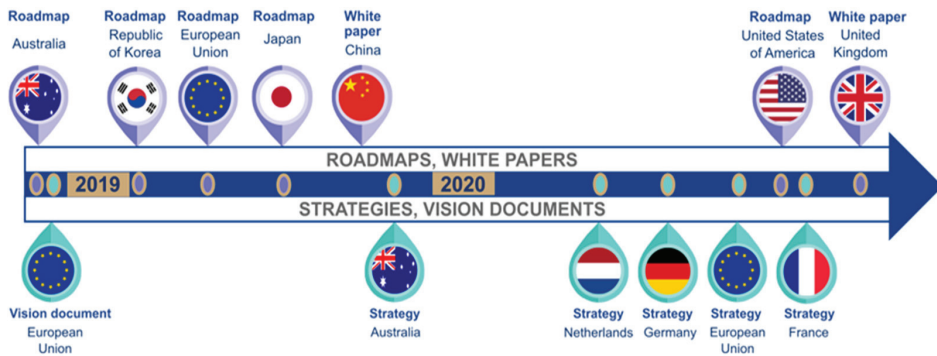 Roadmap
Australia
Roadmap
Republic
of Korea
Roadmap
European
Union
Roadmap
Japan
White
paper
China
Roadmap
United States
of America
White paper
United
Kingdom
ROADMAPS, WHITE PAPERS
2019
2020
STRATEGIES, VISION DOCUMENTS
Vision document
European
Union
Strategy
Australia
Strategy
Netherlands
Strategy
Germany
Strategy
European
Union
Strategy
France